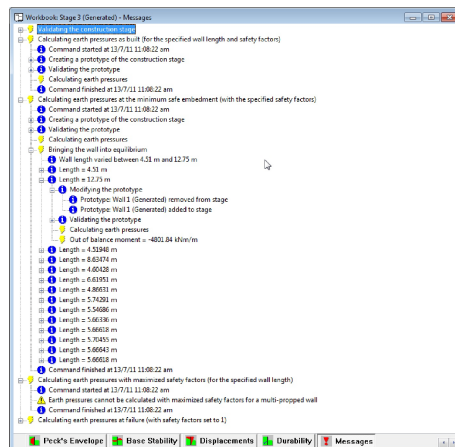 Workbook: Stage 3 (Generated) - Messages
Validating the construction stage
Calculating earth pressures as built (for the specified wall length and safety factors)
Command started at 13/7/11 11:08:22 am
Creating a prototype of the construction stage
Validating the prototype
Calculating earth pressures
Command finished at 13/7/11 11:08:22 am
Calculating earth pressures at the minimum safe embedment (with the specified safety factors)
Command started at 13/7/11 11:08:22 am
Creating a prototype of the construction stage
Validating the prototype
Calculating earth pressures
Bringing the wall into equilibrium
Wall length varied between 4.51 m and 12.75 m
Length = 4.51 m
Length = 12.75 m
Modifying the prototype
Prototype: Wall 1 (Generated) removed from stage
Prototype: Wall 1 (Generated) added to stage
Validating the prototype
Calculating earth pressures
Out of balance moment = -4801.84 kNm/m
Length = 4.51948 m
Length = 8.63474 m
Length = 4.60428 m
Length = 6.61951 m
Length = 4.86631 m
Length = 5.74291 m
Length = 5.54686 m
Length = 5.66336 m
Length = 5.66618 m
Length = 5.70455 m
Length = 5.66643 m
Length = 5.66618 m
Command finished at 13/7/11 11:08:22 am
Calculating earth pressures with maximized safety factors (for the specified wall length)
Command started at 13/7/11 11:08:22 am
Earth pressures cannot be calculated with maximized safety factors for a multi-propped wall
Command finished at 13/7/11 11:08:22 am
Calculating earth pressures at failure (with safety factors set to 1)
Peck's Envelope Base Stability Displacements Durability Messages